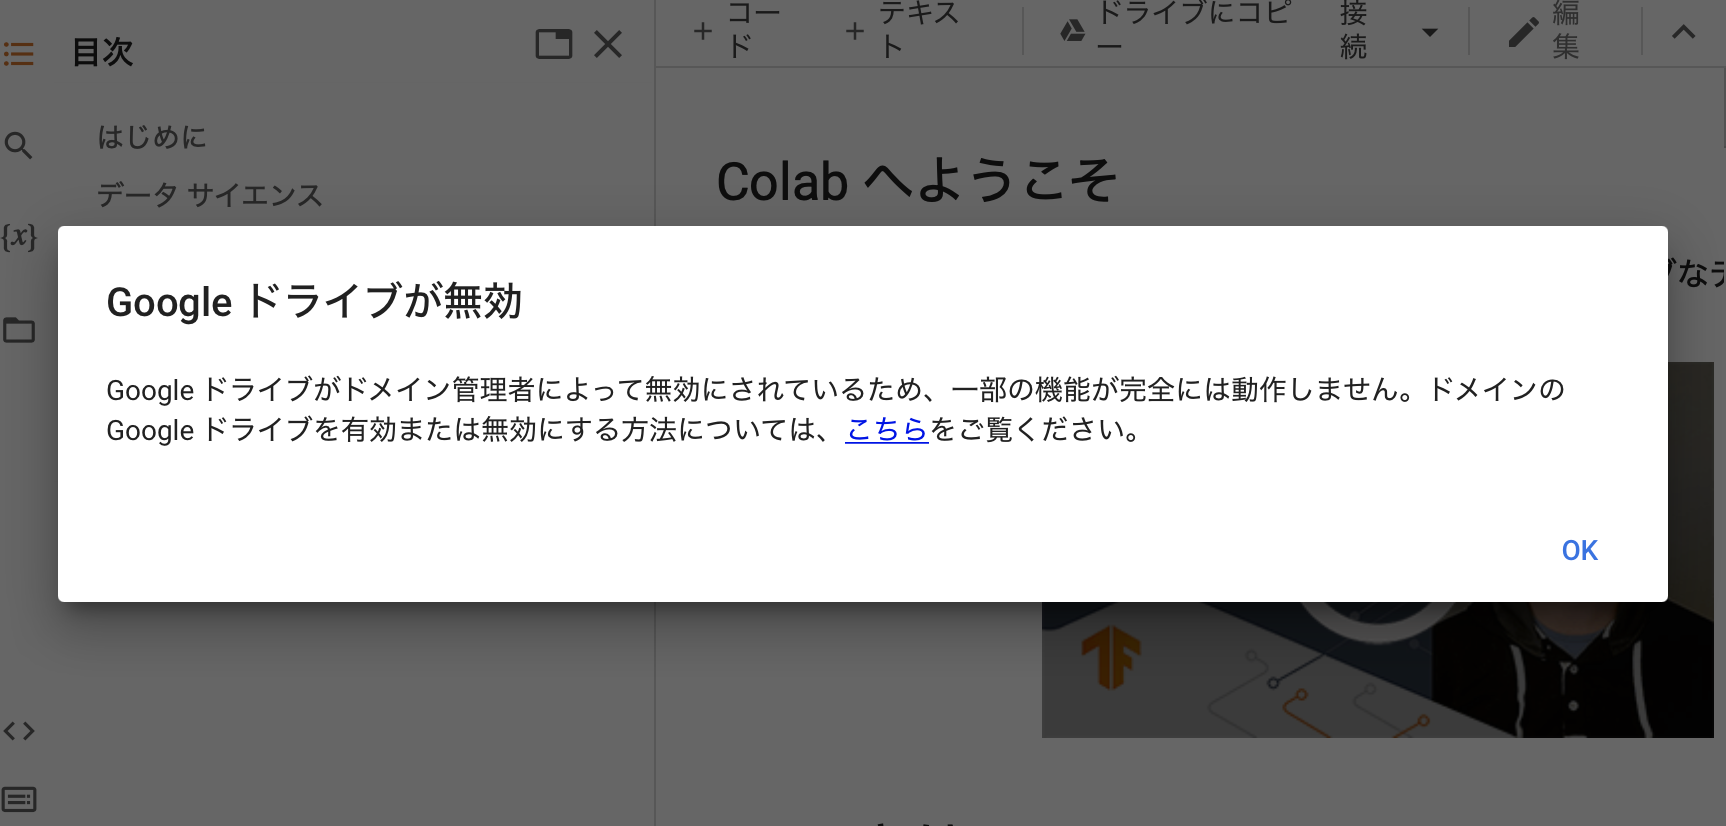 目次
はじめに
データ サイエンス
コー
ド
テキス
ト
ドライブにコピ
ー
接
続
編
集
Colab へようこそ
{x}
Google ドライブが無効
Google ドライブがドメイン管理者によって無効にされているため、一部の機能が完全には動作しません。ドメインの
Google ドライブを有効または無効にする方法については、こちらをご覧ください。
OK